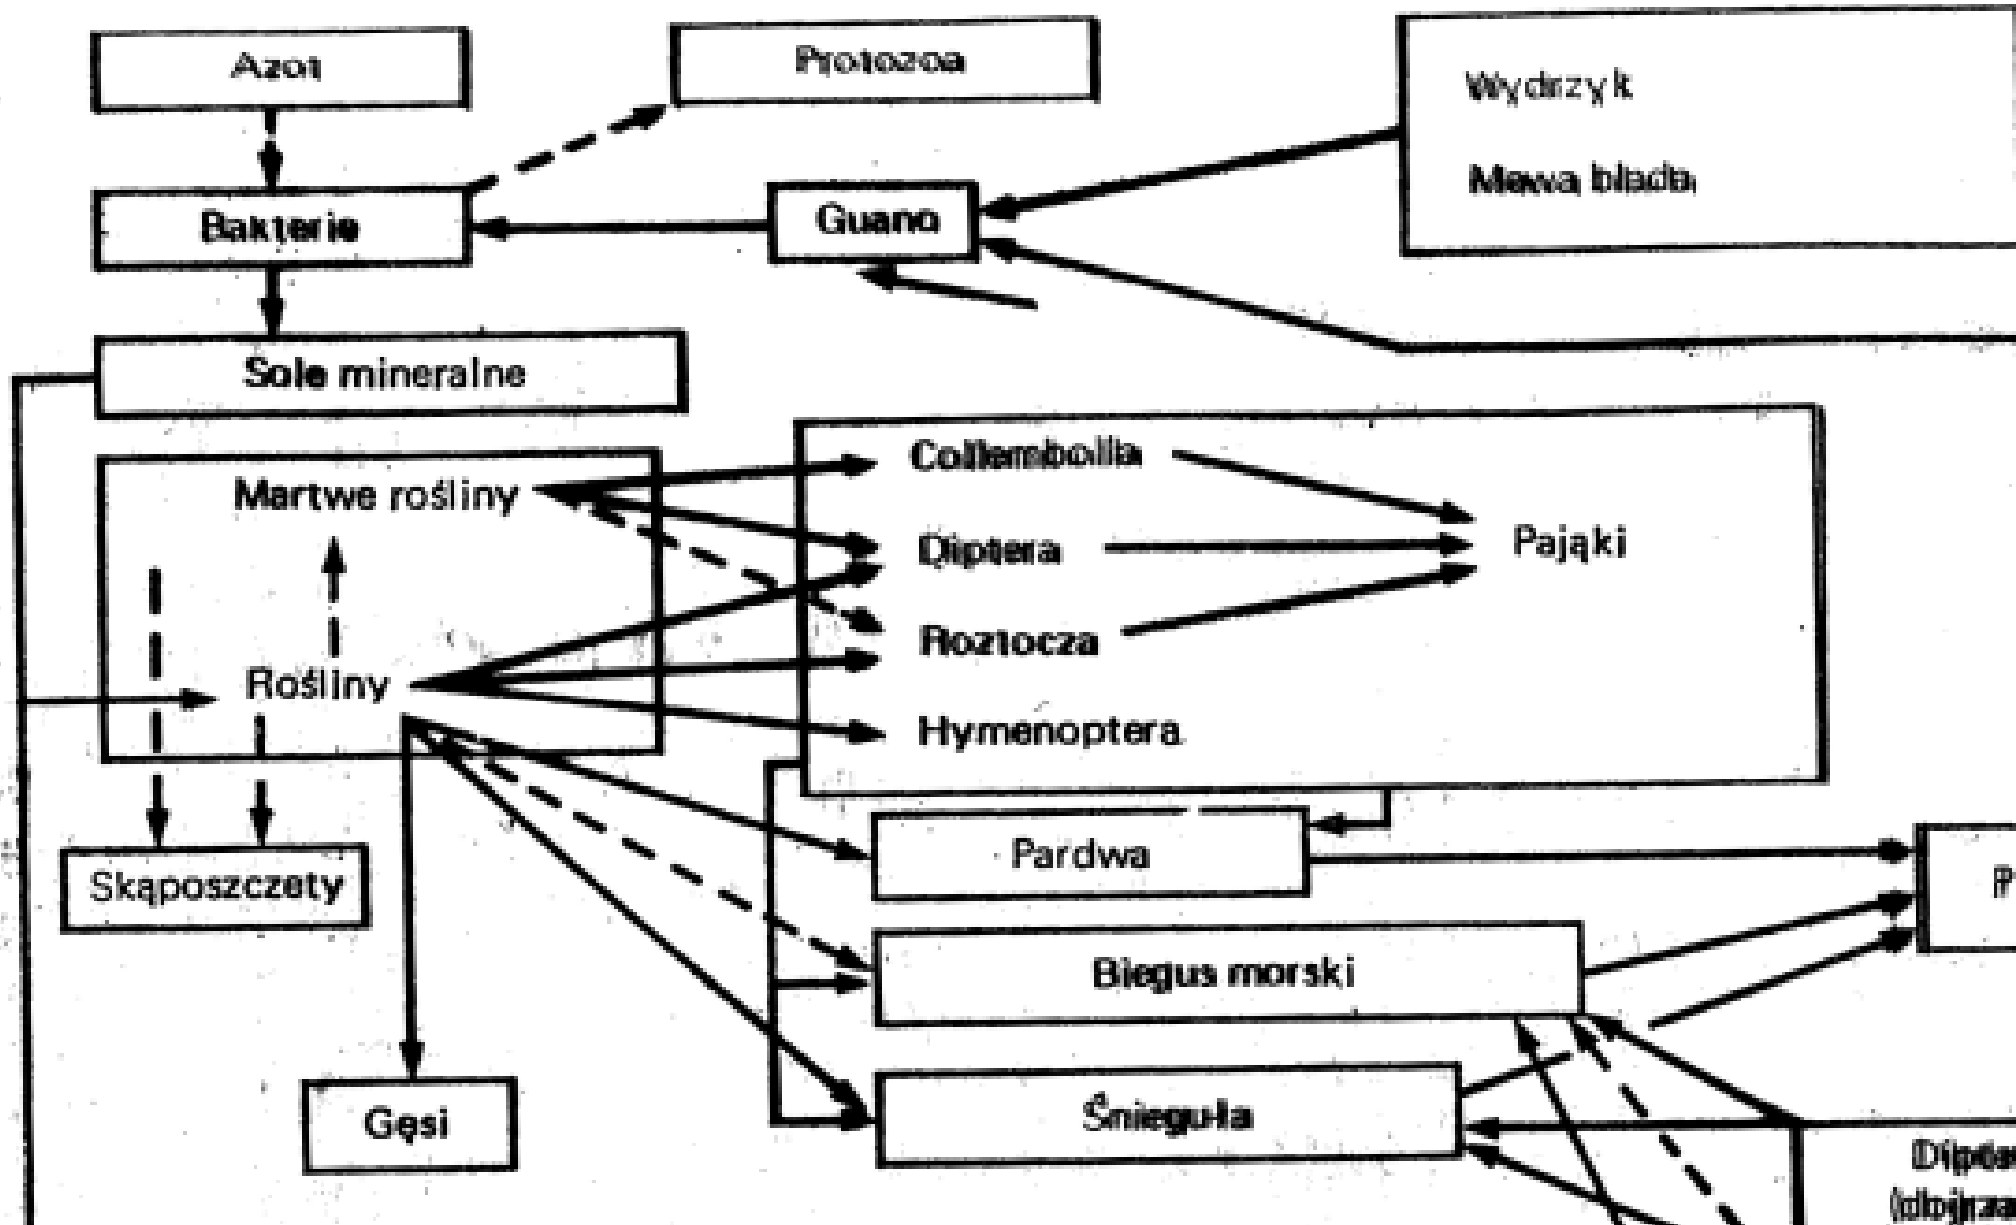 Azot
Protozoa
Wydrzyk
Mewa blada
Bakterie
Guano
Sole mineralne
Martwe rośliny
Collembolla
Diptera
Pająki
Roztocza
Rośliny
Hymenoptera
Pardwa
Skąposzczety
Biegus morski
Gęsi
Śnieguła